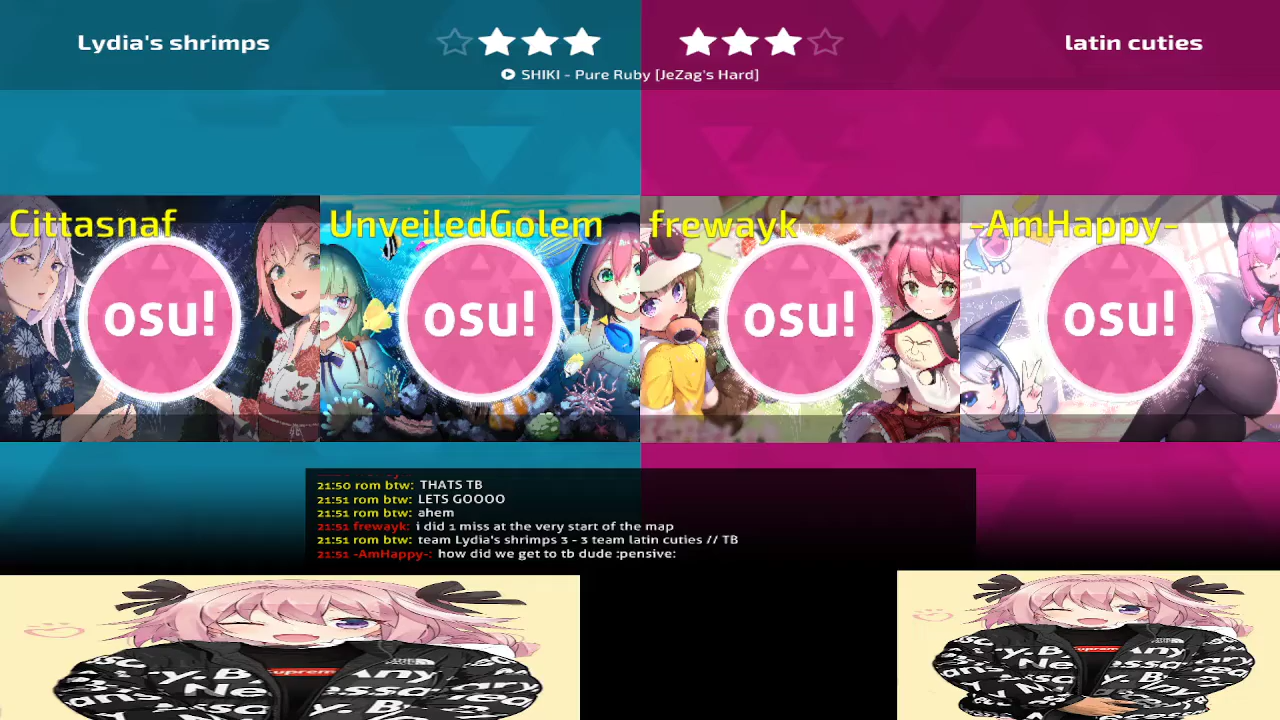 Lydia's shrimps
latin cuties
SHIKI - Pure Ruby [JeZag's Hard]
Cittasnaf
UnveiledGolem
frewayk
-AmHappy-
osu!
osu!
osu!
osu!
21:50 rom btw: THATS TB
21:51 rom btw: LETS GOOOO
21:51 rom btw: ahem
21:51 frewayk: i did 1 miss at the very start of the map
21:51 rom btw: team Lydia's shrimps 3 - 3 team latin cuties // TB
21:51 -AmHappy-: how did we get to tb dude :pensive: